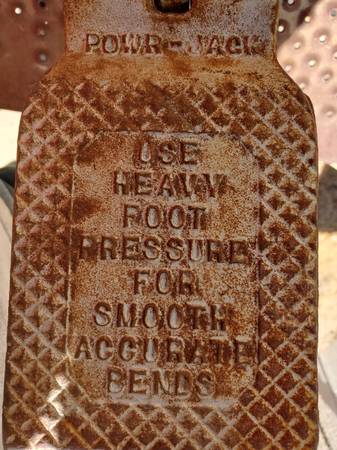 POWR-JACK
USE
HEAVY
FOOT
PRESSURE
FOR
SMOOTH
ACCURATE
BENDS